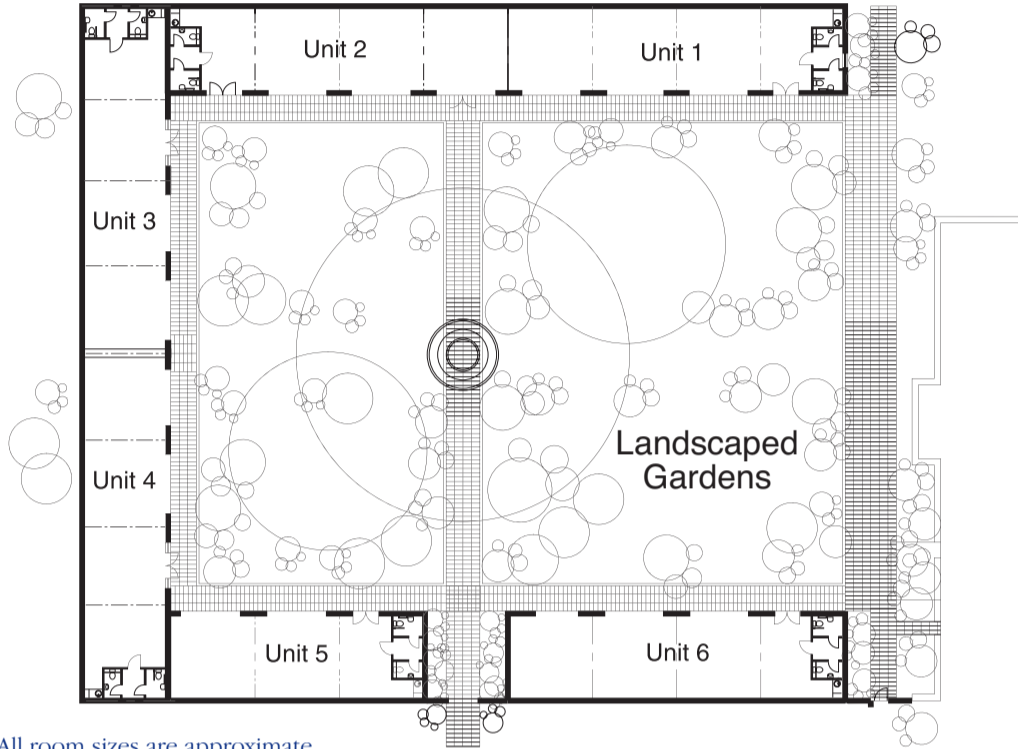 Unit 2
Unit 1
Unit 3
Landscaped
Gardens
Unit 4
Unit 5
Unit 6
All room sizes are approximate